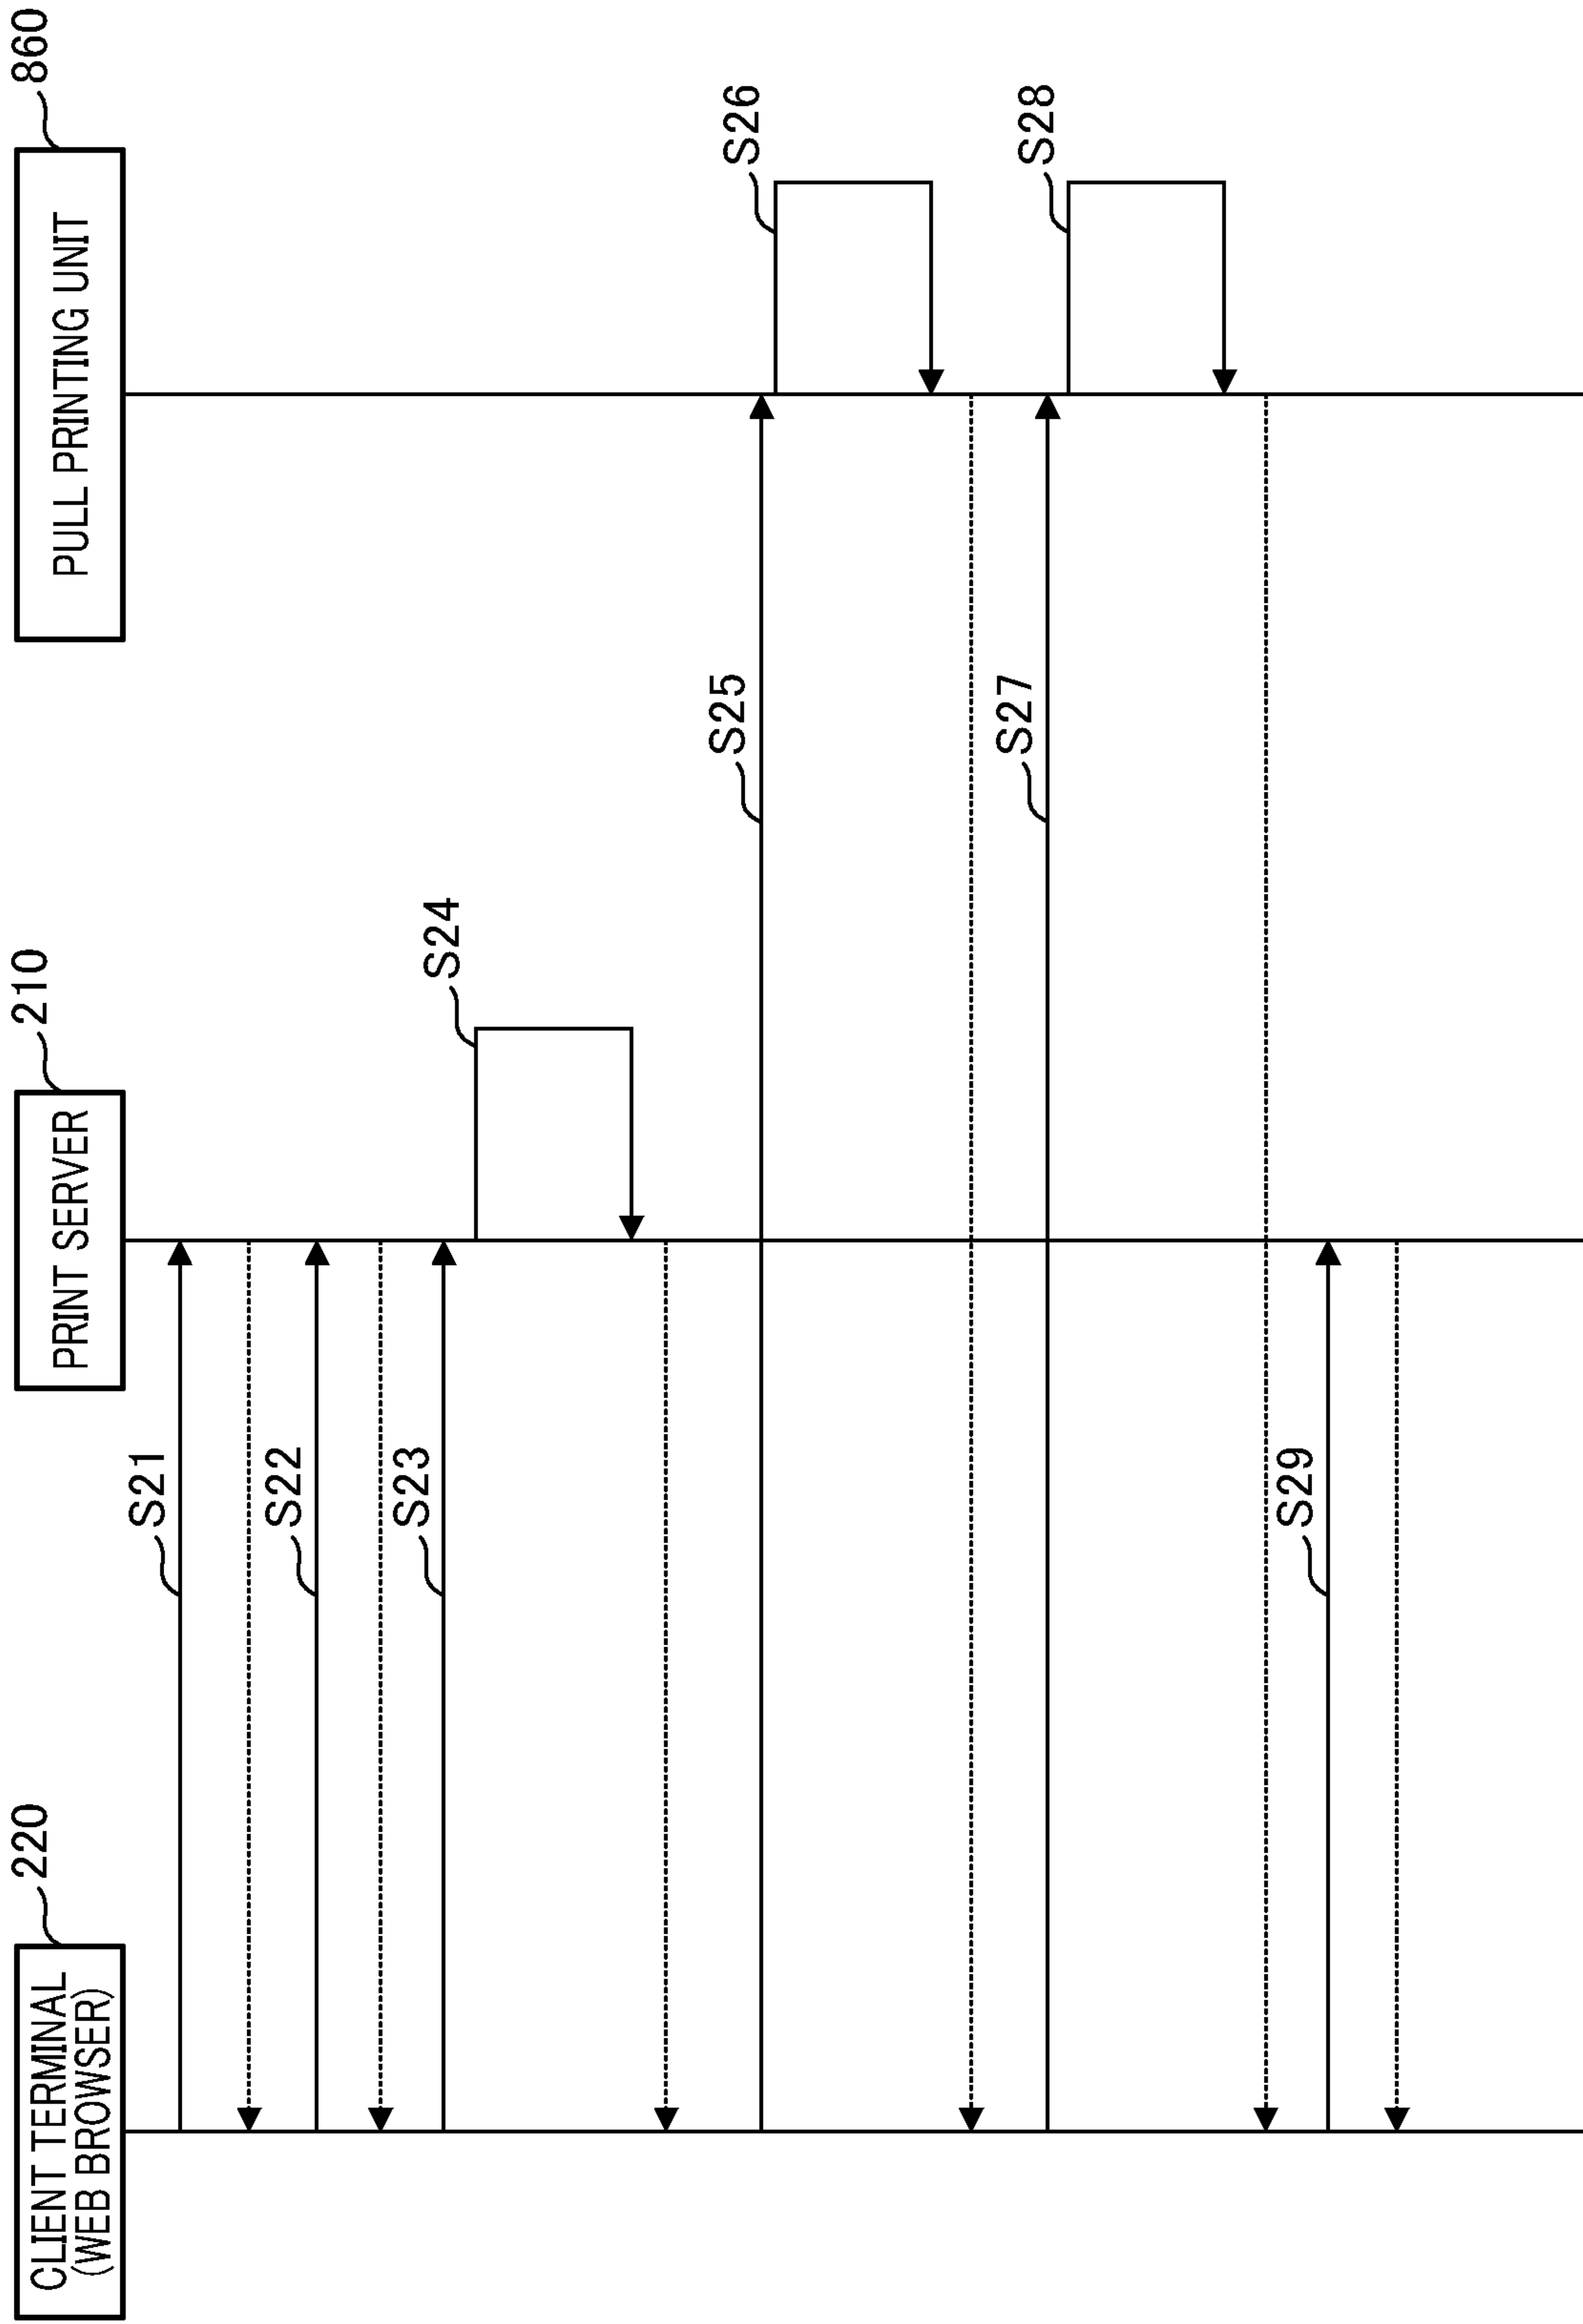 CLIENT TERMINAL
(WEB BROWSER)
220
PRINT SERVER
210
PULL PRINTING UNIT
860
S21
S22
S23
S24
S25
S26
S27
S28
S29